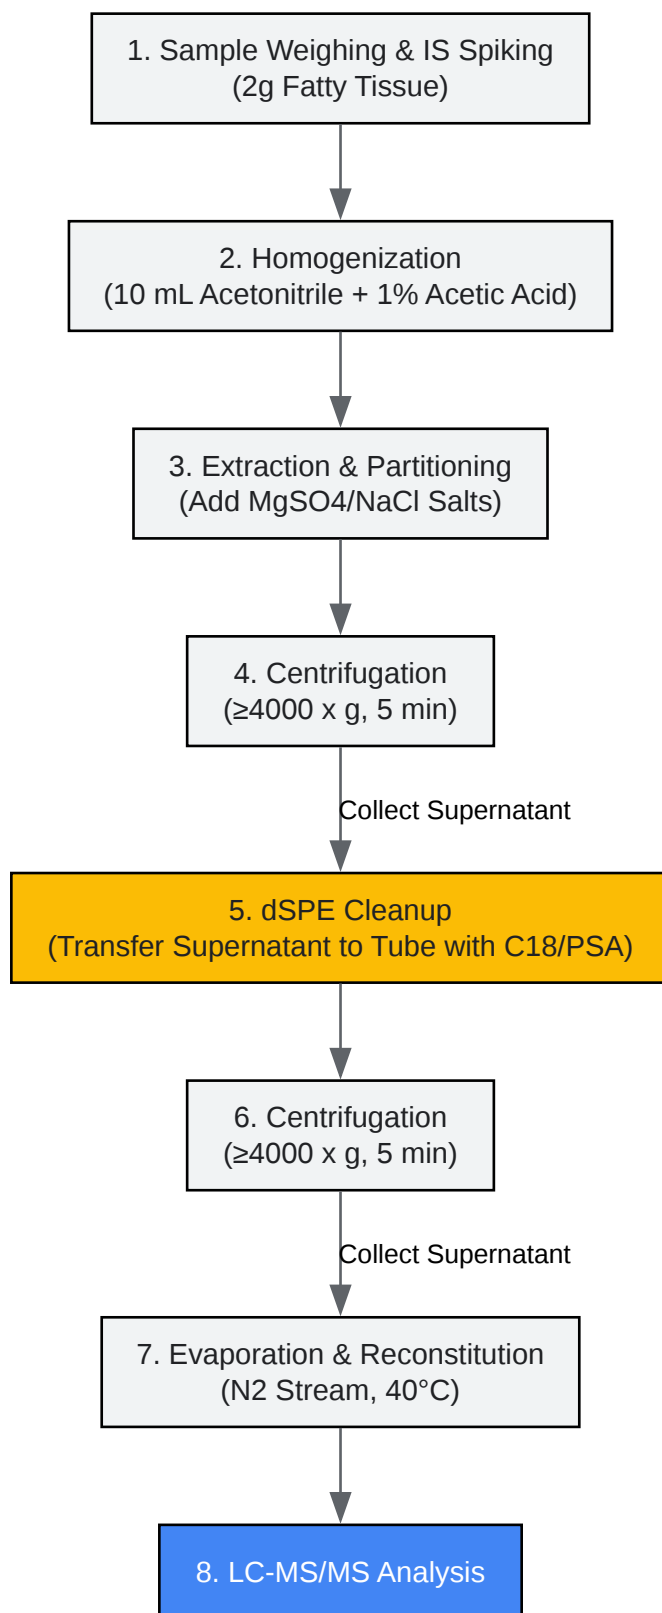 1. Sample Weighing & IS Spiking
(2g Fatty Tissue)
2. Homogenization
(10 mL Acetonitrile + 1% Acetic Acid)
3. Extraction & Partitioning
(Add MgSO4/NaCl Salts)
4. Centrifugation
(≥4000 x g, 5 min)
Collect Supernatant
5. dSPE Cleanup
(Transfer Supernatant to Tube with C18/PSA)
6. Centrifugation
(≥4000 x g, 5 min)
Collect Supernatant
7. Evaporation & Reconstitution
(N2 Stream, 40°C)
8. LC-MS/MS Analysis